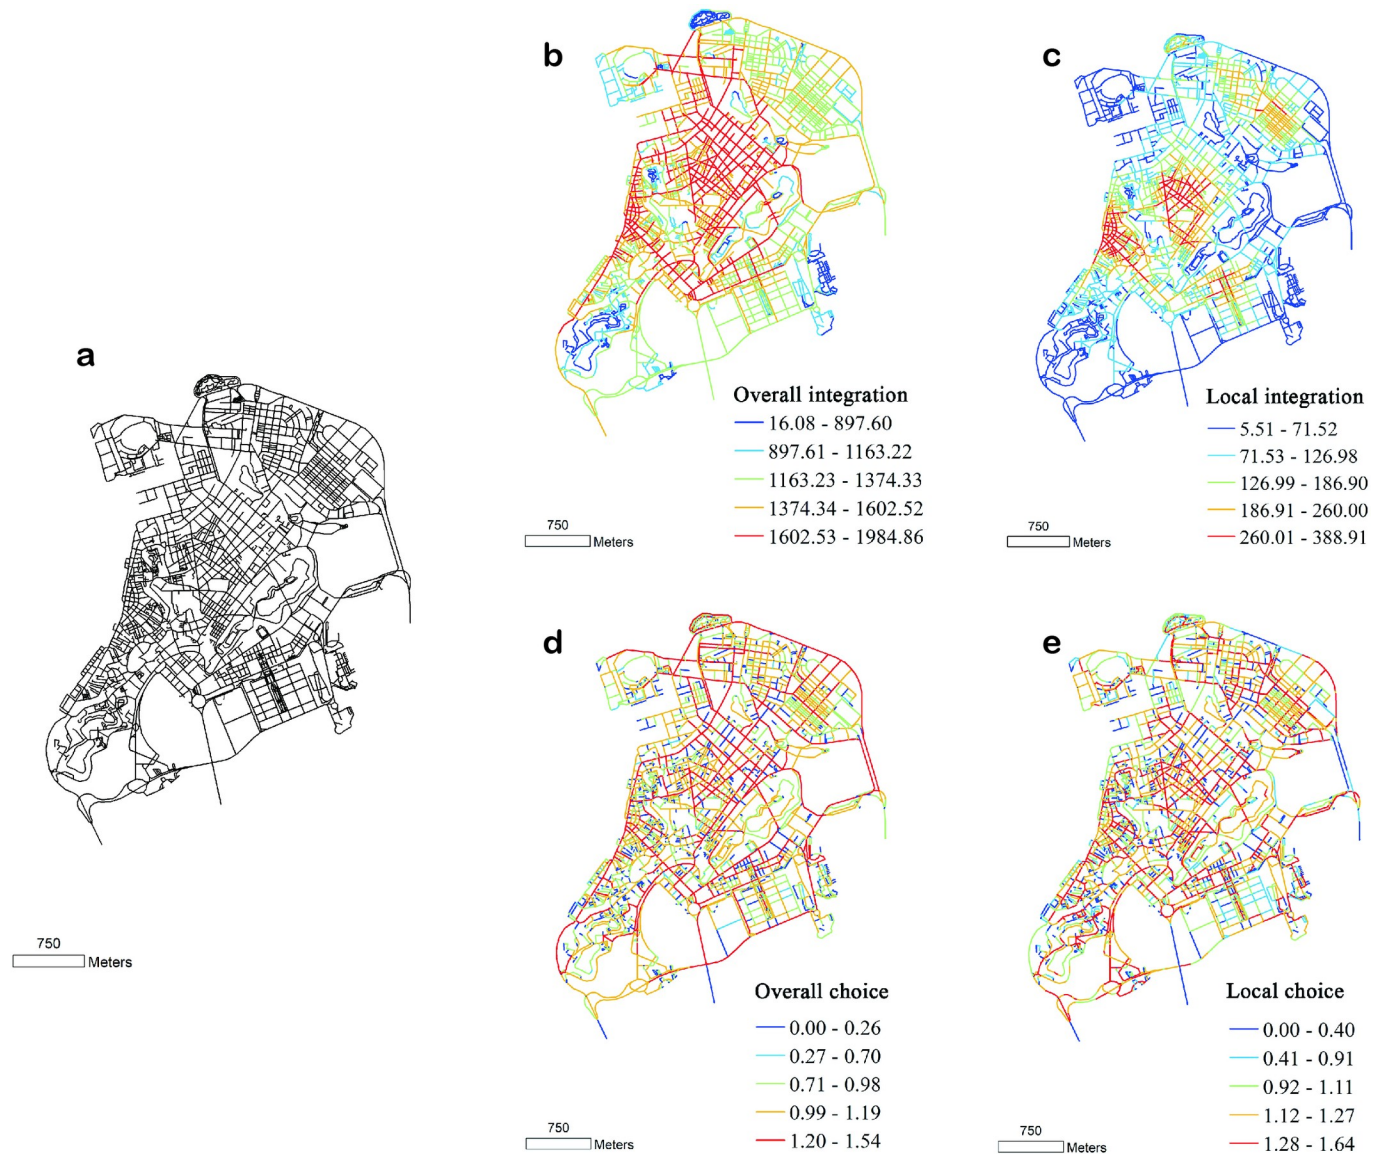 a
750
Meters
b
Overall integration
16.08 - 897.60
897.61 - 1163.22
1163.23 - 1374.33
1374.34 - 1602.52
1602.53 - 1984.86
750
Meters
c
Local integration
5.51 - 71.52
71.53 - 126.98
126.99 - 186.90
186.91 - 260.00
260.01 - 388.91
750
Meters
d
Overall choice
0.00 - 0.26
0.27 - 0.70
0.71 - 0.98
0.99 - 1.19
1.20 - 1.54
750
Meters
e
Local choice
0.00 - 0.40
0.41 - 0.91
0.92 - 1.11
1.12 - 1.27
1.28 - 1.64
750
Meters